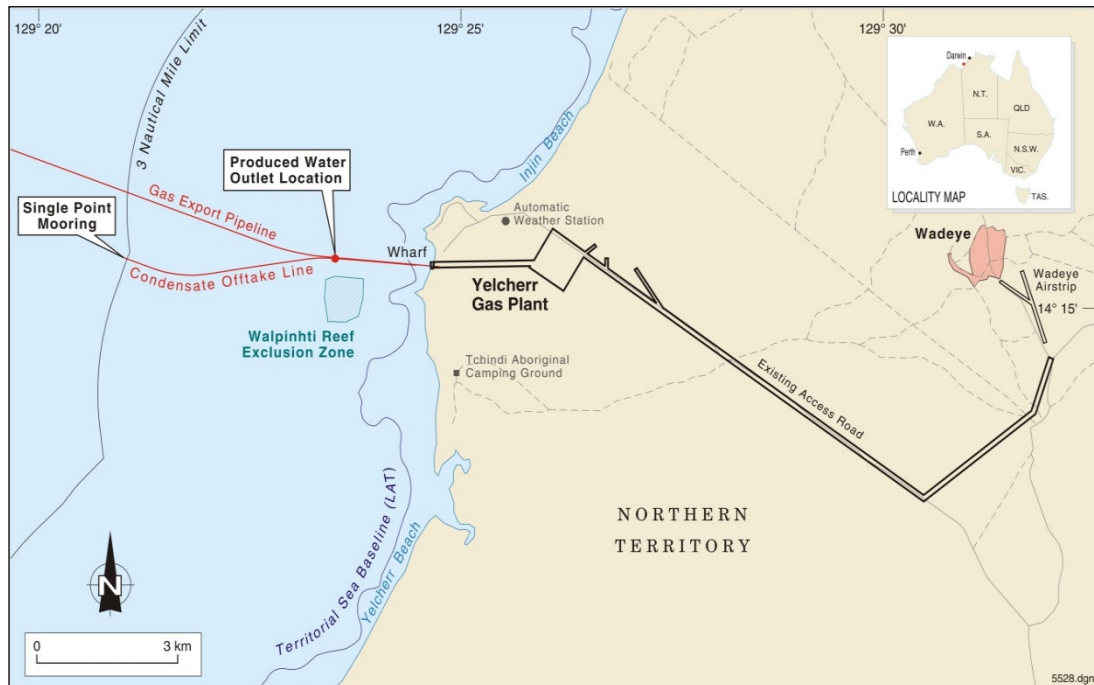 129° 20'
129° 25'
129° 30'
3 Nautical Mile Limit
Produced Water
Outlet Location
Single Point
Mooring
Gas Export Pipeline
Condensate Offtake Line
Wharf
Injin Beach
Automatic
Weather Station
Yelcherr
Gas Plant
Walpinhti Reef
Exclusion Zone
Tchindi Aboriginal
Camping Ground
Existing Access Road
Wadeye
Wadeye
Airstrip
14° 15'
Darwin
N.T.
QLD
W.A.
S.A.
N.S.W.
Perth
VIC.
TAS.
LOCALITY MAP
NORTHERN
TERRITORY
Territorial Sea Baseline (LAT)
Yelcherr Beach
N
0 3 km
5528.dgn